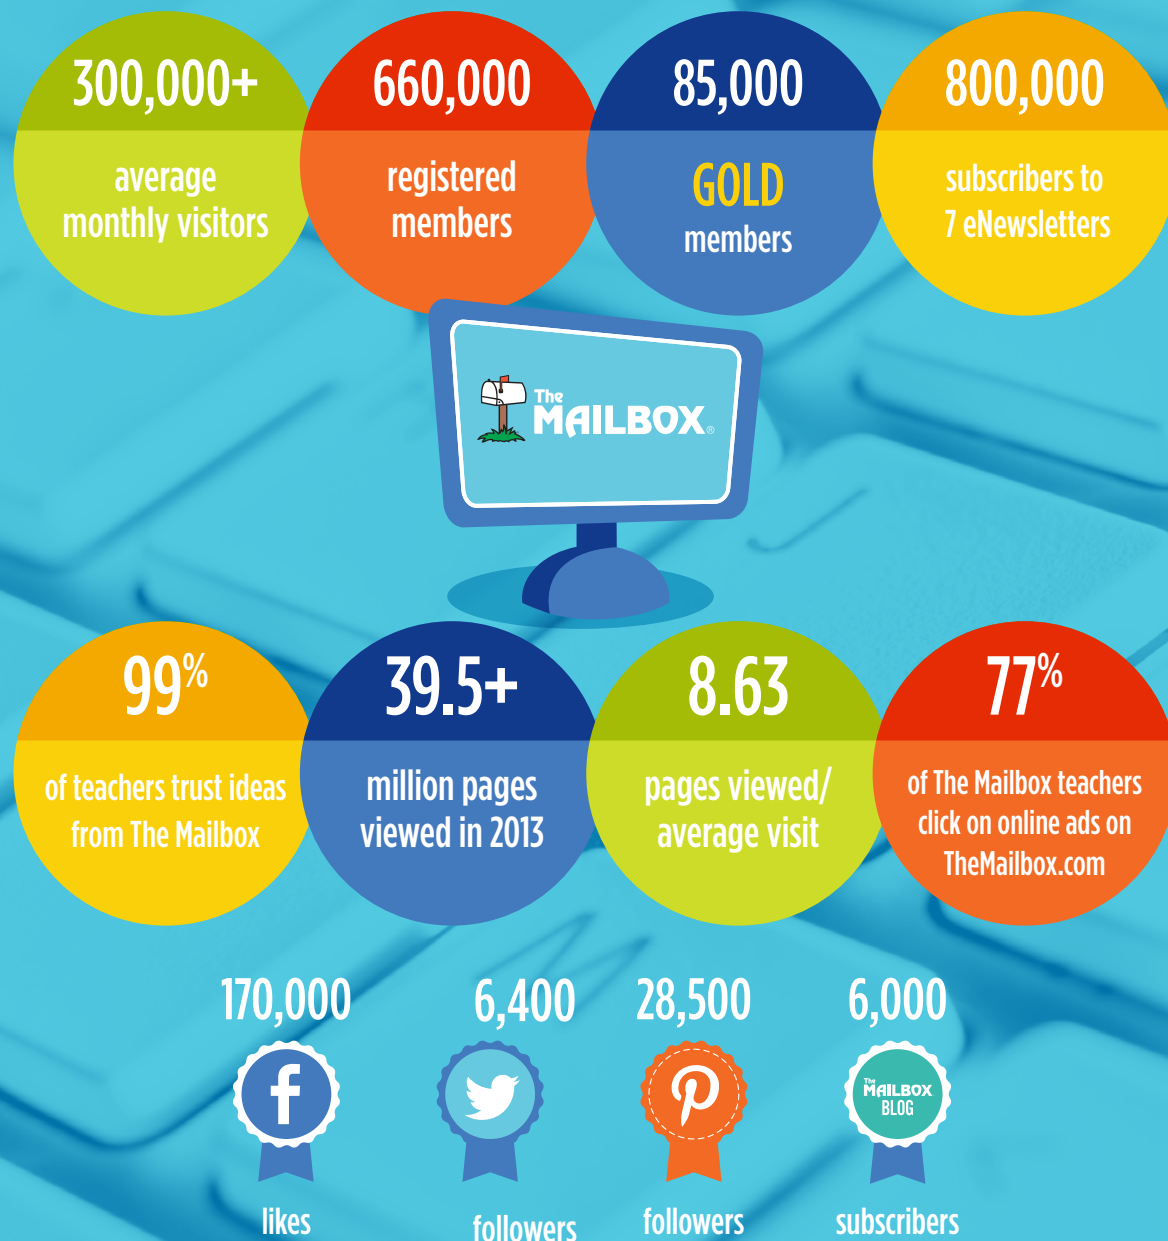 300,000+
average
monthly visitors
660,000
registered
members
85,000
GOLD
members
800,000
subscribers to
7 eNewsletters
The
MAILBOX®
99%
of teachers trust ideas
from The Mailbox
39.5+
million pages
viewed in 2013
8.63
pages viewed/
average visit
77%
of The Mailbox teachers
click on online ads on
TheMailbox.com
170,000
likes
6,400
followers
28,500
followers
6,000
The
MAILBOX
BLOG
subscribers